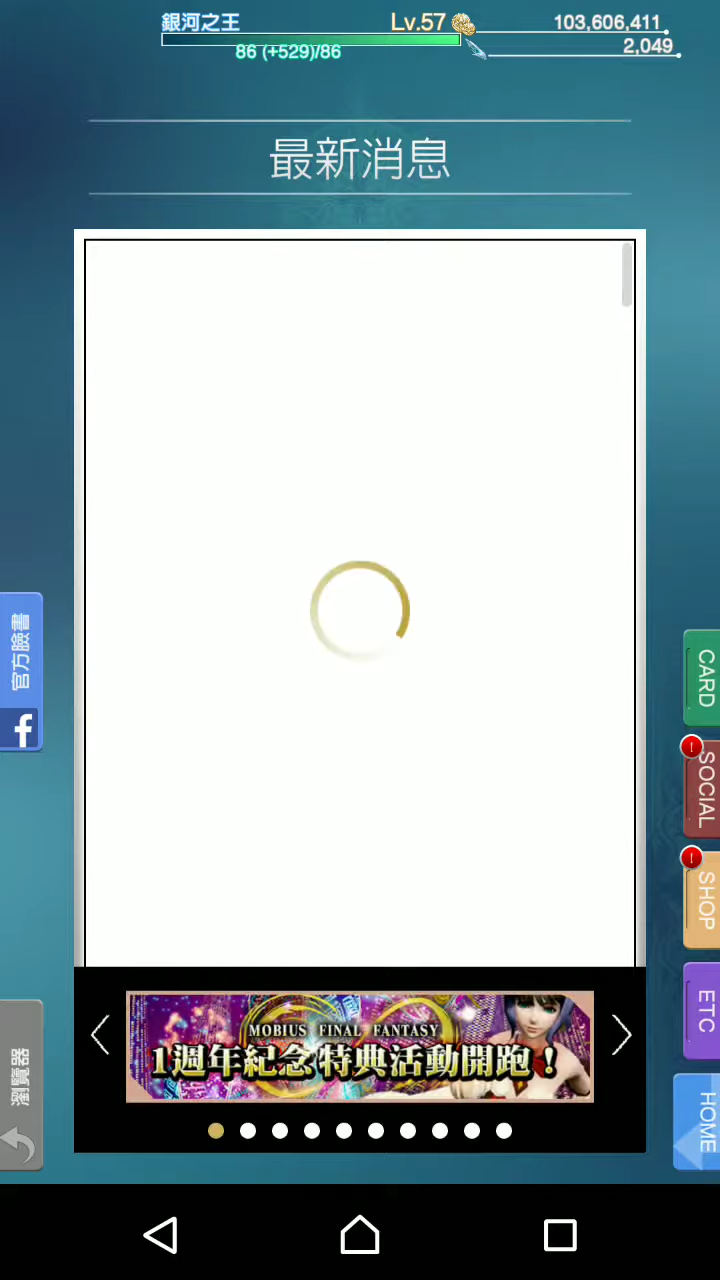 銀河之王
Lv.57
103,606,411
86 (+529)/86
2,049
最新消息
官方臉書
f
CARD
!
SOCIAL
!
SHOP
ETC
瀏覽器
HOME
MOBIUS FINAL FANTASY
1週年紀念特典活動開跑！